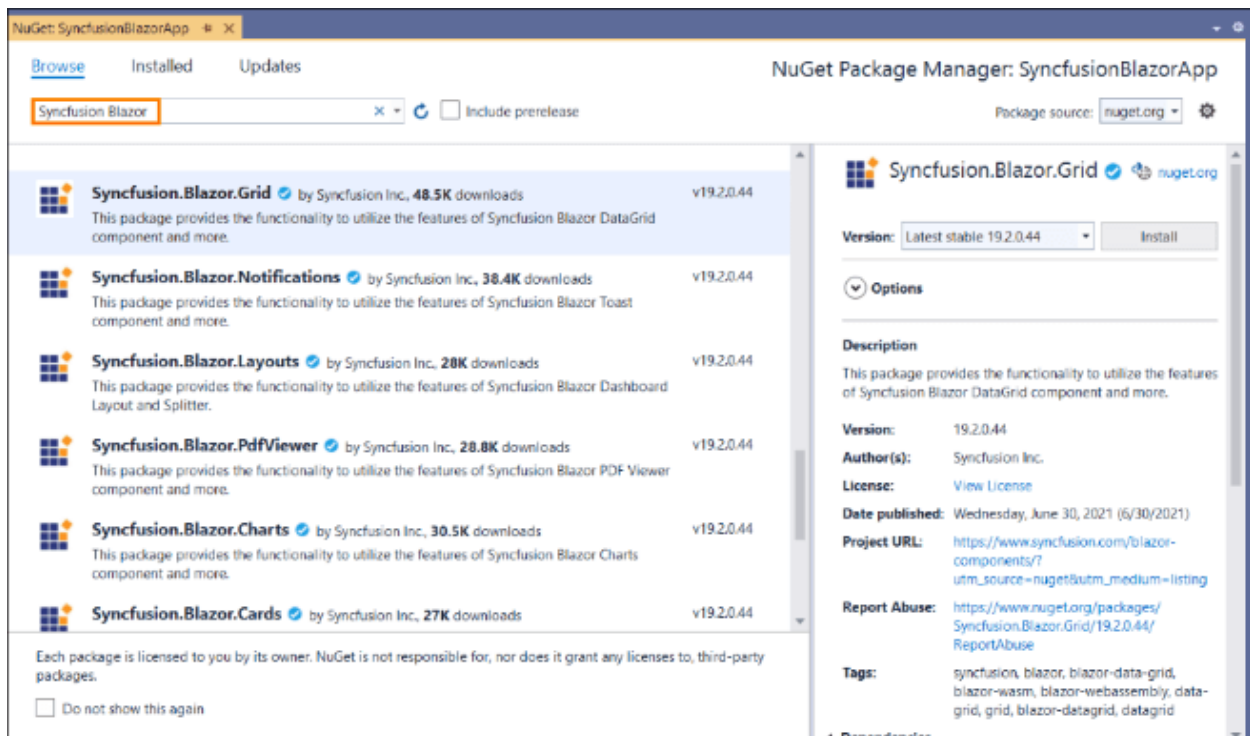 NuGet: SyncfusionBlazorApp
Browse Installed Updates
NuGet Package Manager: SyncfusionBlazorApp
Syncfusion Blazor
Include prerelease
Package source: nuget.org
Syncfusion.Blazor.Grid by Syncfusion Inc., 48.5K downloads v19.2.0.44
This package provides the functionality to utilize the features of Syncfusion Blazor DataGrid
component and more.
Syncfusion.Blazor.Notifications by Syncfusion Inc., 38.4K downloads v19.2.0.44
This package provides the functionality to utilize the features of Syncfusion Blazor Toast
component and more.
Syncfusion.Blazor.Layouts by Syncfusion Inc., 28K downloads v19.2.0.44
This package provides the functionality to utilize the features of Syncfusion Blazor Dashboard
Layout and Splitter.
Syncfusion.Blazor.PdfViewer by Syncfusion Inc., 28.8K downloads v19.2.0.44
This package provides the functionality to utilize the features of Syncfusion Blazor PDF Viewer
component and more.
Syncfusion.Blazor.Charts by Syncfusion Inc., 30.5K downloads v19.2.0.44
This package provides the functionality to utilize the features of Syncfusion Blazor Charts
component and more.
Syncfusion.Blazor.Cards by Syncfusion Inc., 27K downloads v19.2.0.44
Each package is licensed to you by its owner. NuGet is not responsible for, nor does it grant any licenses to, third-party
packages.
Do not show this again
Syncfusion.Blazor.Grid nuget.org
Version: Latest stable 19.2.0.44 Install
Options
Description
This package provides the functionality to utilize the features
of Syncfusion Blazor DataGrid component and more.
Version: 19.2.0.44
Author(s): Syncfusion Inc.
License: View License
Date published: Wednesday, June 30, 2021 (6/30/2021)
Project URL: https://www.syncfusion.com/blazor-
components/?
utm_source=nuget&utm_medium=listing
Report Abuse: https://www.nuget.org/packages/
Syncfusion.Blazor.Grid/19.2.0.44/
ReportAbuse
Tags: syncfusion, blazor, blazor-data-grid,
blazor-wasm, blazor-webassembly, data-
grid, grid, blazor-datagrid, datagrid
Dependencies